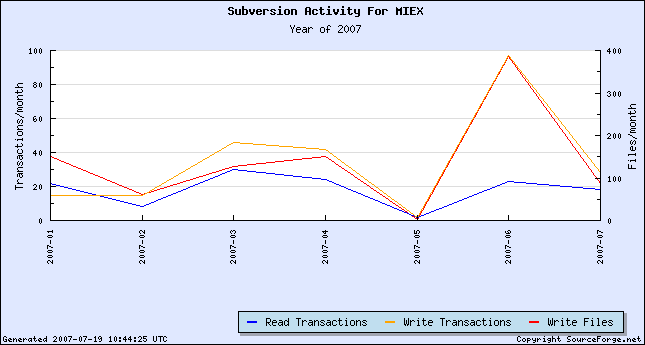 Subversion Activity For MIEX
Year of 2007
Transactions/month
100
80
60
40
20
0
400
300
200
100
0
Files/month
2007-01
2007-02
2007-03
2007-04
2007-05
2007-06
2007-07
Read Transactions
Write Transactions
Write Files
Generated 2007-07-19 10:44:25 UTC
Copyright SourceForge.net